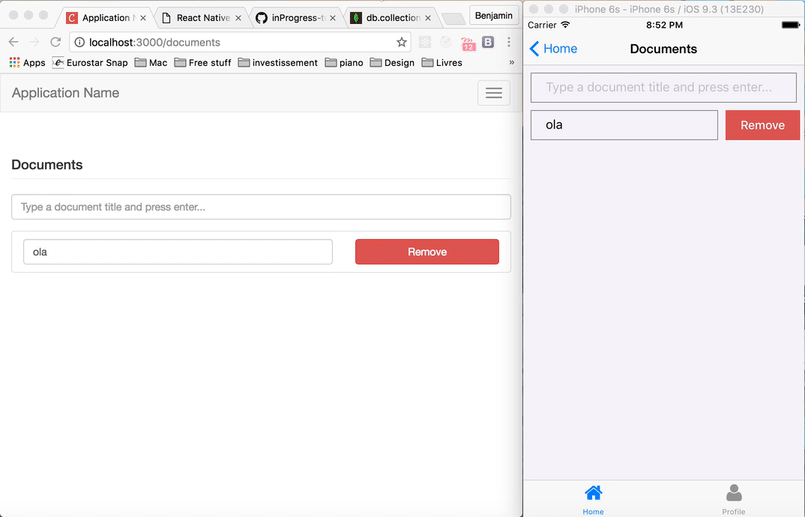 Application N
React Native
inProgress-t
db.collection
Benjamin
localhost:3000/documents
12
B
Apps
Eurostar Snap
Mac
Free stuff
investissement
piano
Design
Livres
»
Application Name
Documents
Type a document title and press enter...
ola
Remove
iPhone 6s - iPhone 6s / iOS 9.3 (13E230)
Carrier
8:52 PM
Home
Documents
Type a document title and press enter...
ola
Remove
Home
Profile